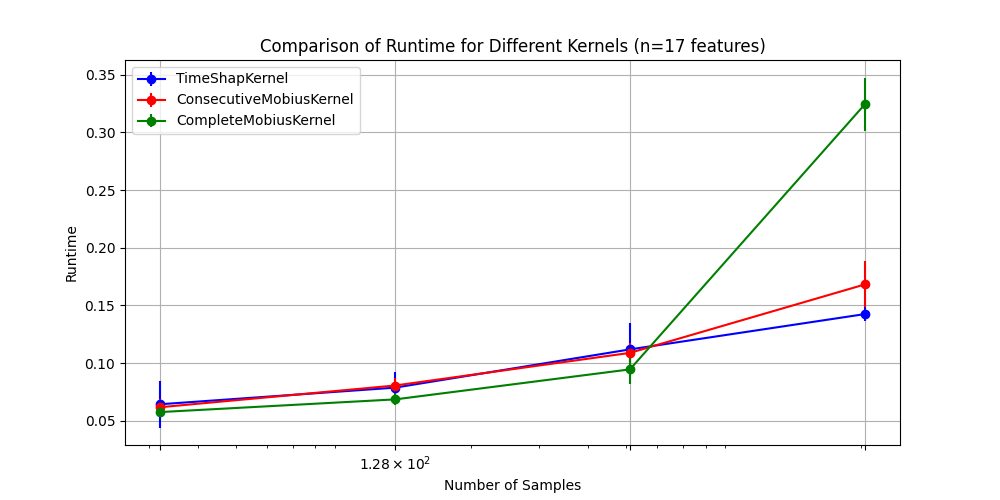 Comparison of Runtime for Different Kernels (n=17 features)
TimeShapKernel
ConsecutiveMobiusKernel
CompleteMobiusKernel
0.35
0.30
0.25
0.20
0.15
0.10
0.05
Runtime
1.28 × 10²
Number of Samples